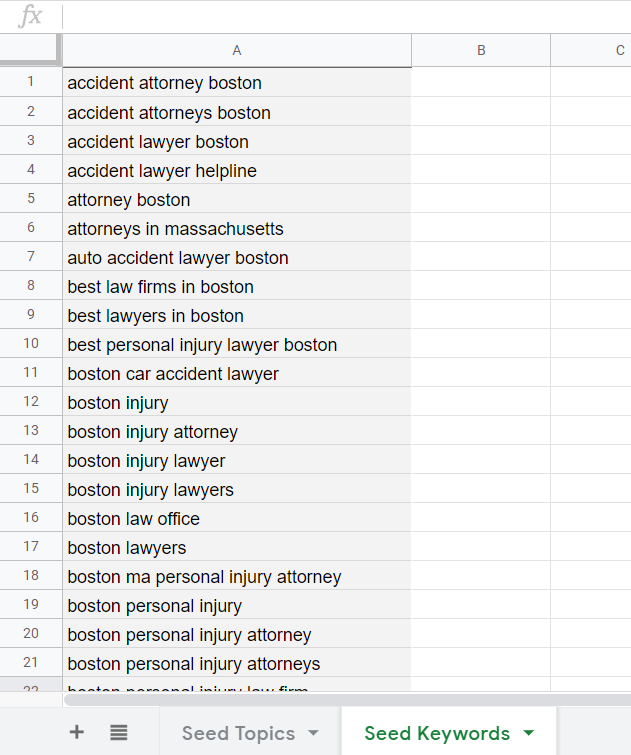 fx
A B C
1 accident attorney boston
2 accident attorneys boston
3 accident lawyer boston
4 accident lawyer helpline
5 attorney boston
6 attorneys in massachusetts
7 auto accident lawyer boston
8 best law firms in boston
9 best lawyers in boston
10 best personal injury lawyer boston
11 boston car accident lawyer
12 boston injury
13 boston injury attorney
14 boston injury lawyer
15 boston injury lawyers
16 boston law office
17 boston lawyers
18 boston ma personal injury attorney
19 boston personal injury
20 boston personal injury attorney
21 boston personal injury attorneys
22 boston personal injury law firm
Seed Topics Seed Keywords